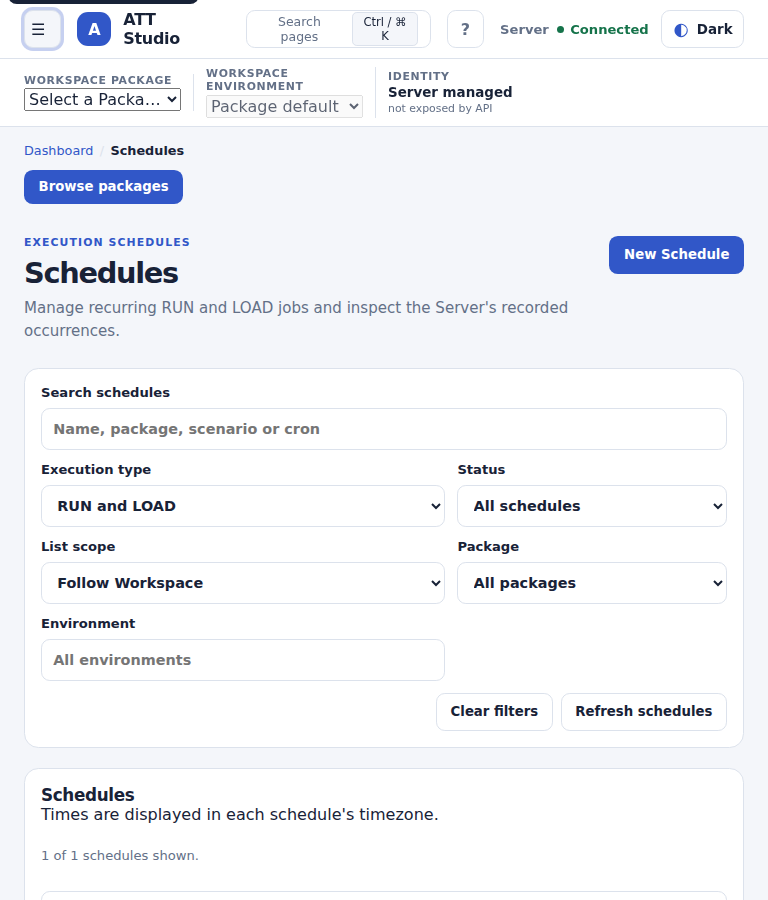 ☰
A
ATT
Studio
Search
pages
Ctrl / ⌘
K
?
Server
Connected
Dark
WORKSPACE PACKAGE
Select a Packa...
WORKSPACE
ENVIRONMENT
Package default
IDENTITY
Server managed
not exposed by API
Dashboard / Schedules
Browse packages
EXECUTION SCHEDULES
Schedules
New Schedule
Manage recurring RUN and LOAD jobs and inspect the Server's recorded
occurrences.
Search schedules
Name, package, scenario or cron
Execution type
Status
RUN and LOAD
All schedules
List scope
Package
Follow Workspace
All packages
Environment
All environments
Clear filters
Refresh schedules
Schedules
Times are displayed in each schedule's timezone.
1 of 1 schedules shown.